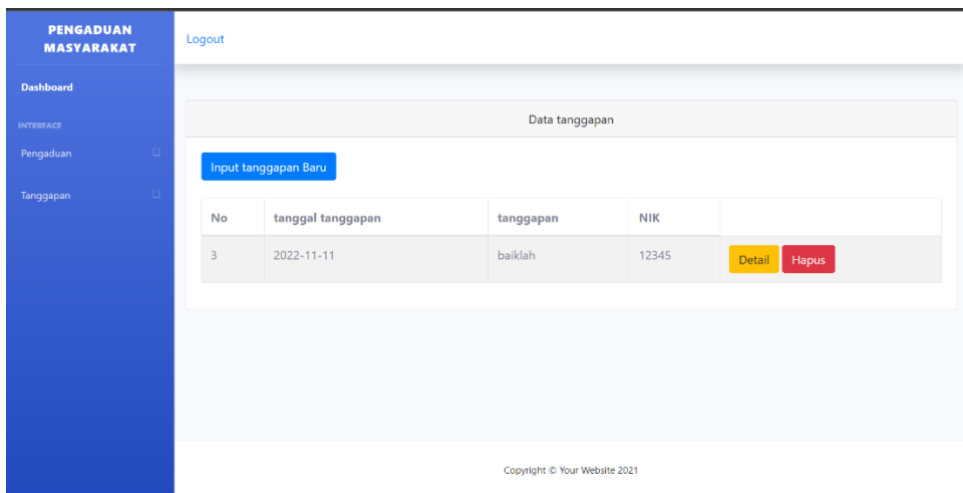 PENGADUAN
MASYARAKAT
Dashboard
INTERFACE
Pengaduan
Tanggapan
Logout
Data tanggapan
Input tanggapan Baru
No tanggal tanggapan tanggapan NIK
3 2022-11-11 baiklah 12345 Detail Hapus
Copyright © Your Website 2021